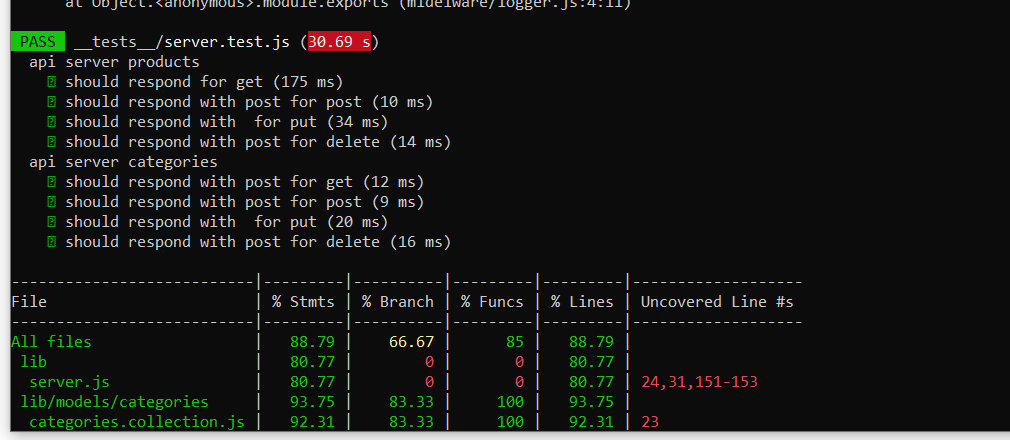 at Object.<anonymous>.module.exports (midelware/logger.js:4:11)
PASS __tests__/server.test.js (30.69 s)
api server products
should respond for get (175 ms)
should respond with post for post (10 ms)
should respond with  for put (34 ms)
should respond with post for delete (14 ms)
api server categories
should respond with post for get (12 ms)
should respond with post for post (9 ms)
should respond with  for put (20 ms)
should respond with post for delete (16 ms)
---------------------------|---------|----------|---------|---------|-------------------
File                       | % Stmts | % Branch | % Funcs | % Lines | Uncovered Line #s
---------------------------|---------|----------|---------|---------|-------------------
All files                  |   88.79 |    66.67 |      85 |   88.79 |
 lib                       |   80.77 |        0 |       0 |   80.77 |
  server.js                |   80.77 |        0 |       0 |   80.77 | 24,31,151-153
 lib/models/categories     |   93.75 |    83.33 |     100 |   93.75 |
  categories.collection.js |   92.31 |    83.33 |     100 |   92.31 | 23